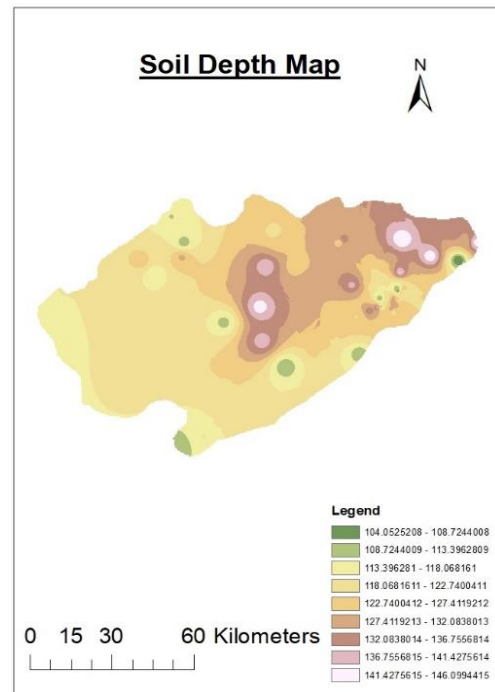 Soil Depth Map
N
Legend
104.0525208 - 108.7244008
108.7244009 - 113.3962809
113.396281 - 118.068161
118.0681611 - 122.7400411
122.7400412 - 127.4119212
127.4119213 - 132.0838013
132.0838014 - 136.7556814
136.7556815 - 141.4275614
141.4275615 - 146.0994415
0 15 30 60 Kilometers